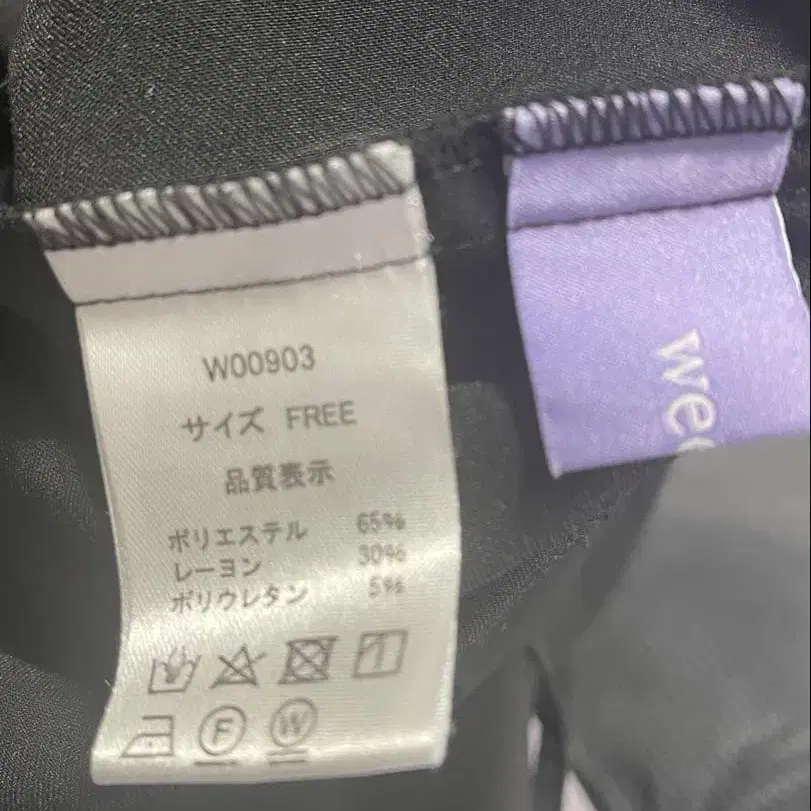 W00903
サイズ FREE
品質表示
ポリエステル 65%
レーヨン 30%
ポリウレタン 5%
F W